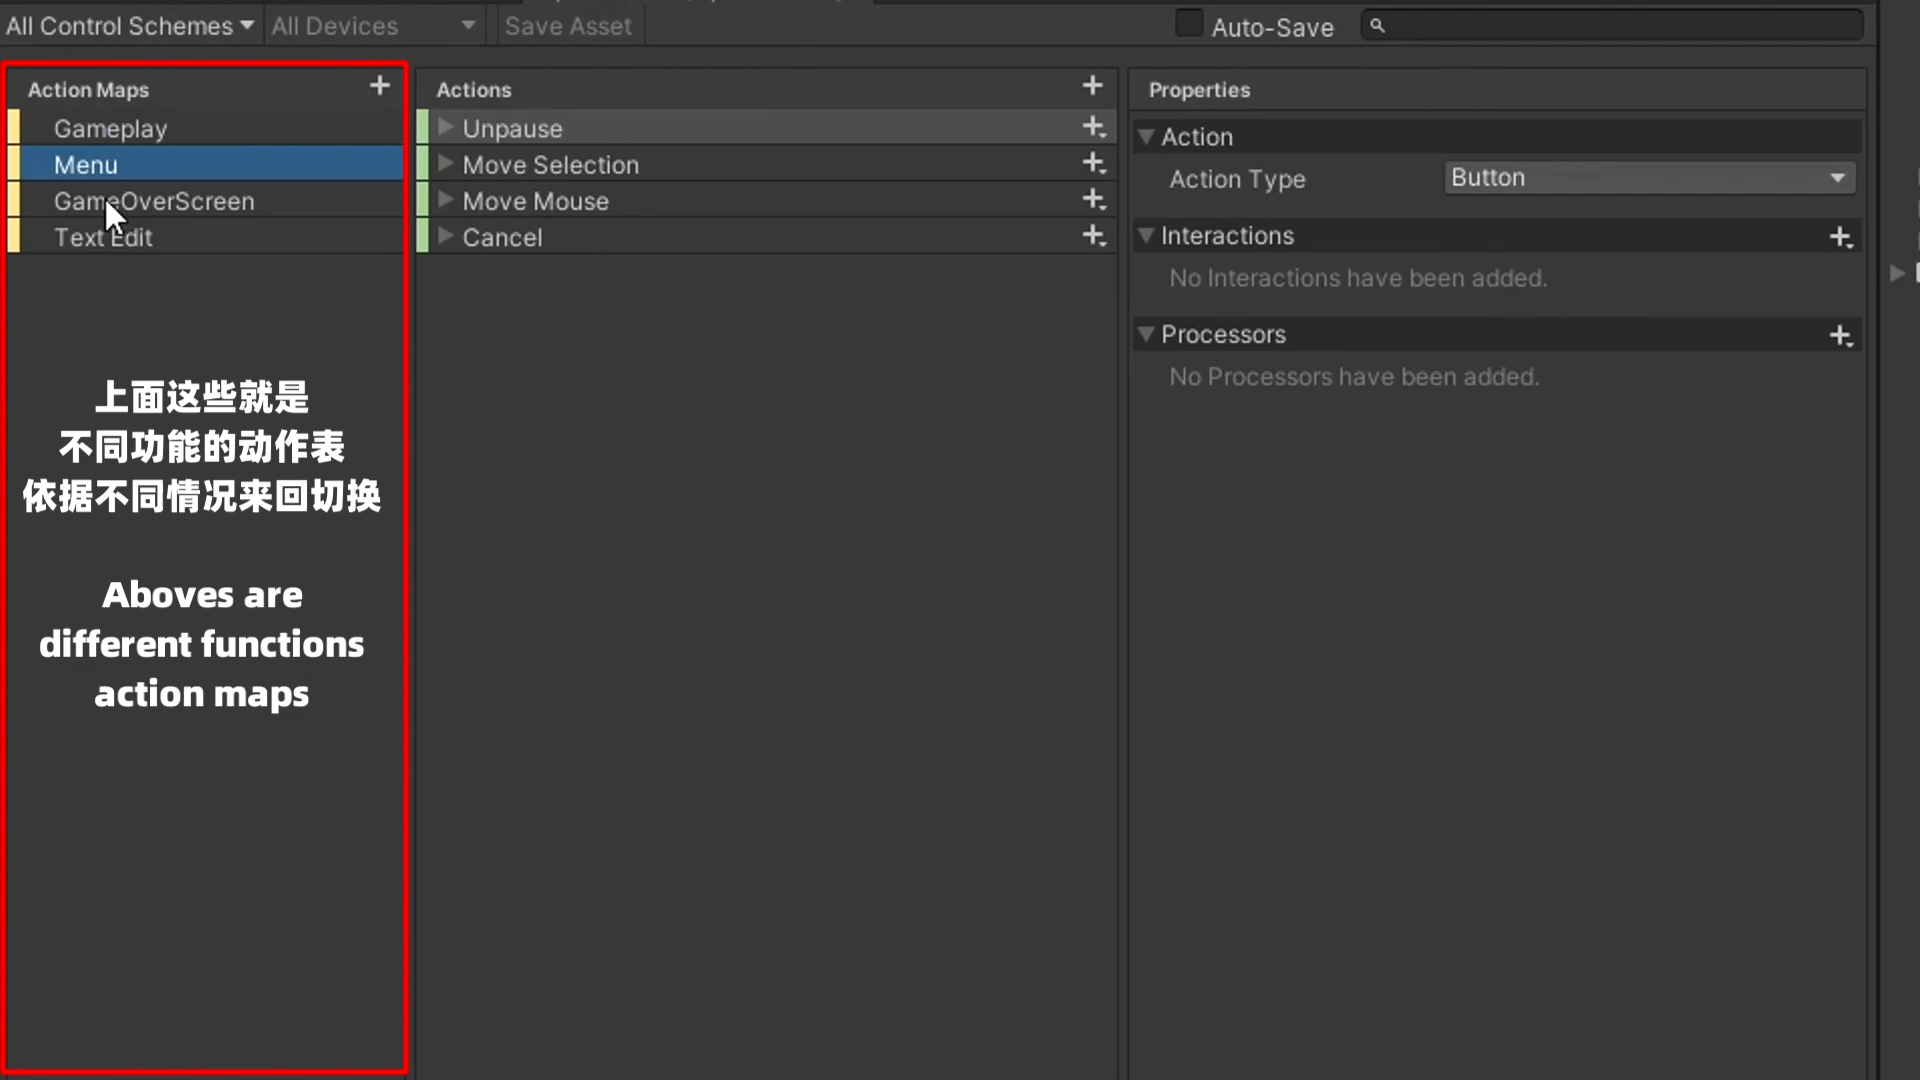 All Control Schemes
All Devices
Save Asset
Auto-Save
Action Maps
Gameplay
Menu
GameOverScreen
Text Edit
上面这些就是
不同功能的动作表
依据不同情况来回切换
Aboves are
different functions
action maps
Actions
Unpause
Move Selection
Move Mouse
Cancel
Properties
Action
Action Type
Button
Interactions
No Interactions have been added.
Processors
No Processors have been added.